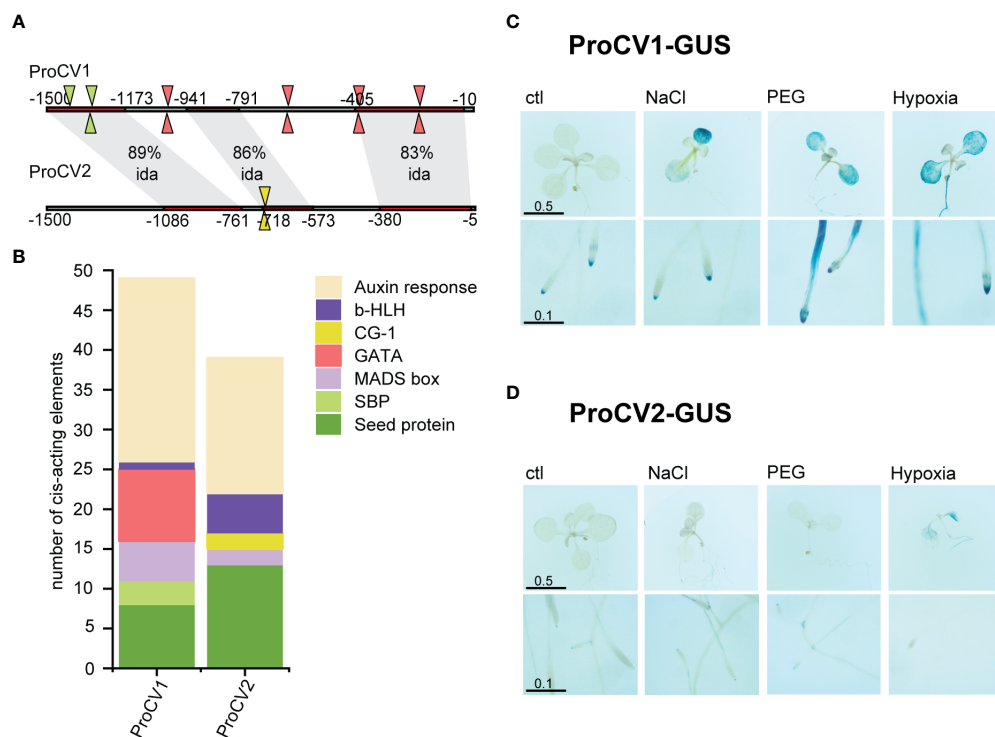 A
ProCV1
-1500 -1173 -941 -791 -405 -10
89% 86% 83%
ida ida ida
ProCV2
-1500 -1086 -761 -718 -573 -380 -5
B
50
45
40
35
30
25
20
15
10
5
0
number of cis-acting elements
ProCV1
ProCV2
Auxin response
b-HLH
CG-1
GATA
MADS box
SBP
Seed protein
C
ProCV1-GUS
ctl NaCl PEG Hypoxia
0.5
0.1
D
ProCV2-GUS
ctl NaCl PEG Hypoxia
0.5
0.1